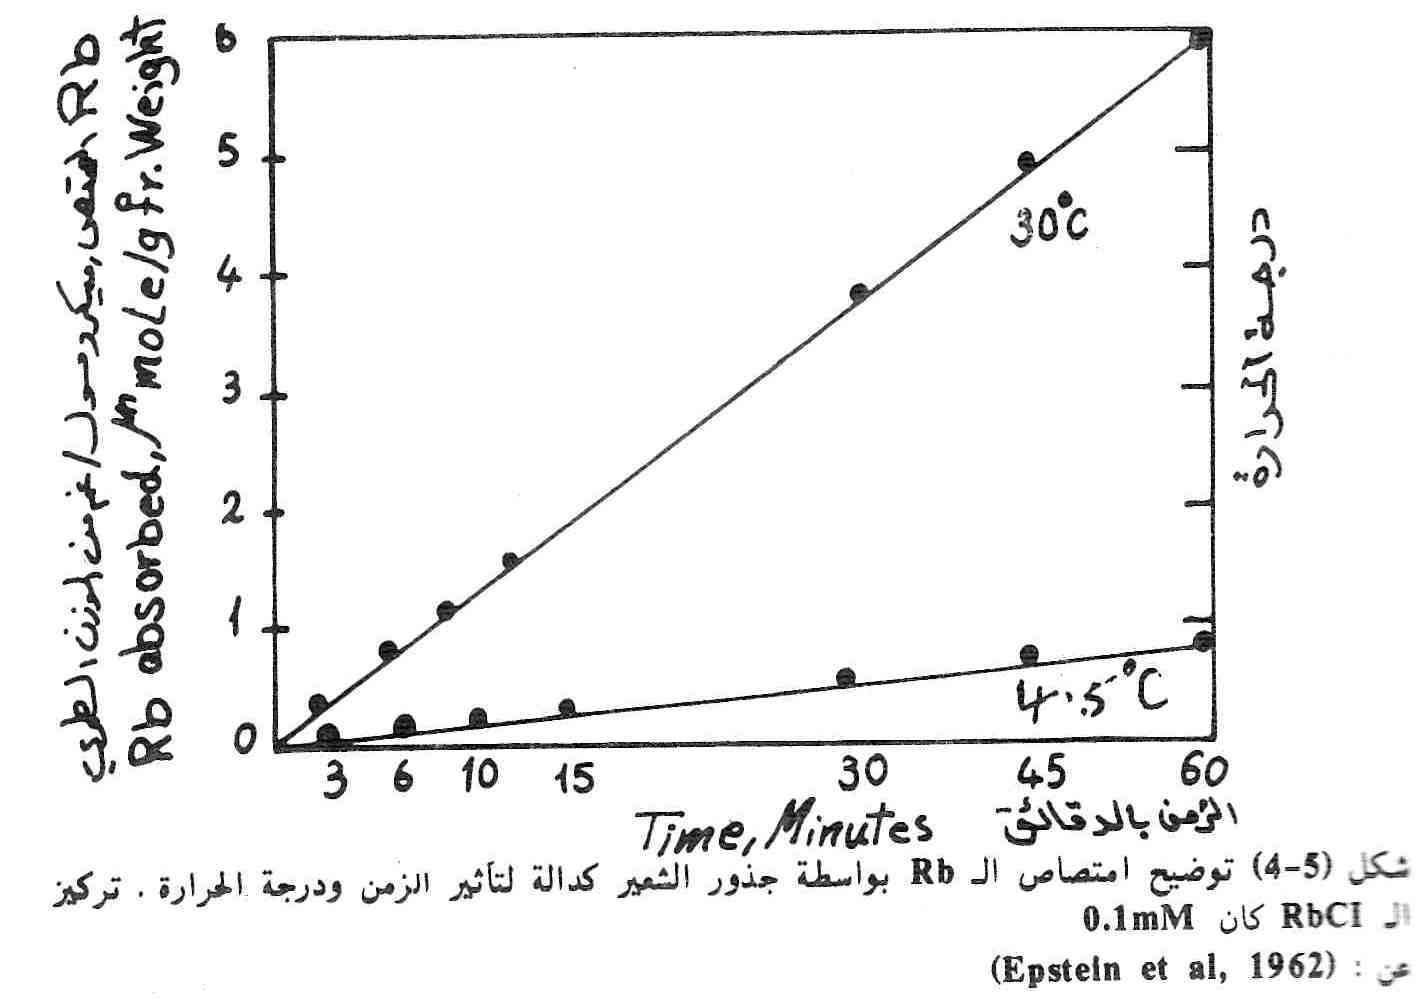 Rb الممتص، ميكرومول/غم من الوزن الطري
Rb absorbed, µmole/g fr. Weight
6
5
4
3
2
1
0
30°C
4.5°C
درجة الحرارة
3 6 10 15 30 45 60
Time, Minutes الزمن بالدقائق
شكل (5-4) توضيح امتصاص الـ Rb بواسطة جذور الشعير كدالة لتأثير الزمن ودرجة الحرارة . تركيز
الـ RbCI كان 0.1mM
عن : (Epstein et al, 1962)